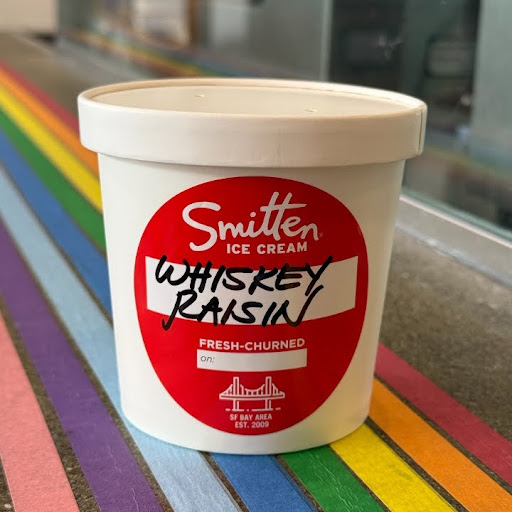 Smitten
ICE CREAM
WHISKEY
RAISIN
FRESH-CHURNED
on:
SF BAY AREA
EST. 2009